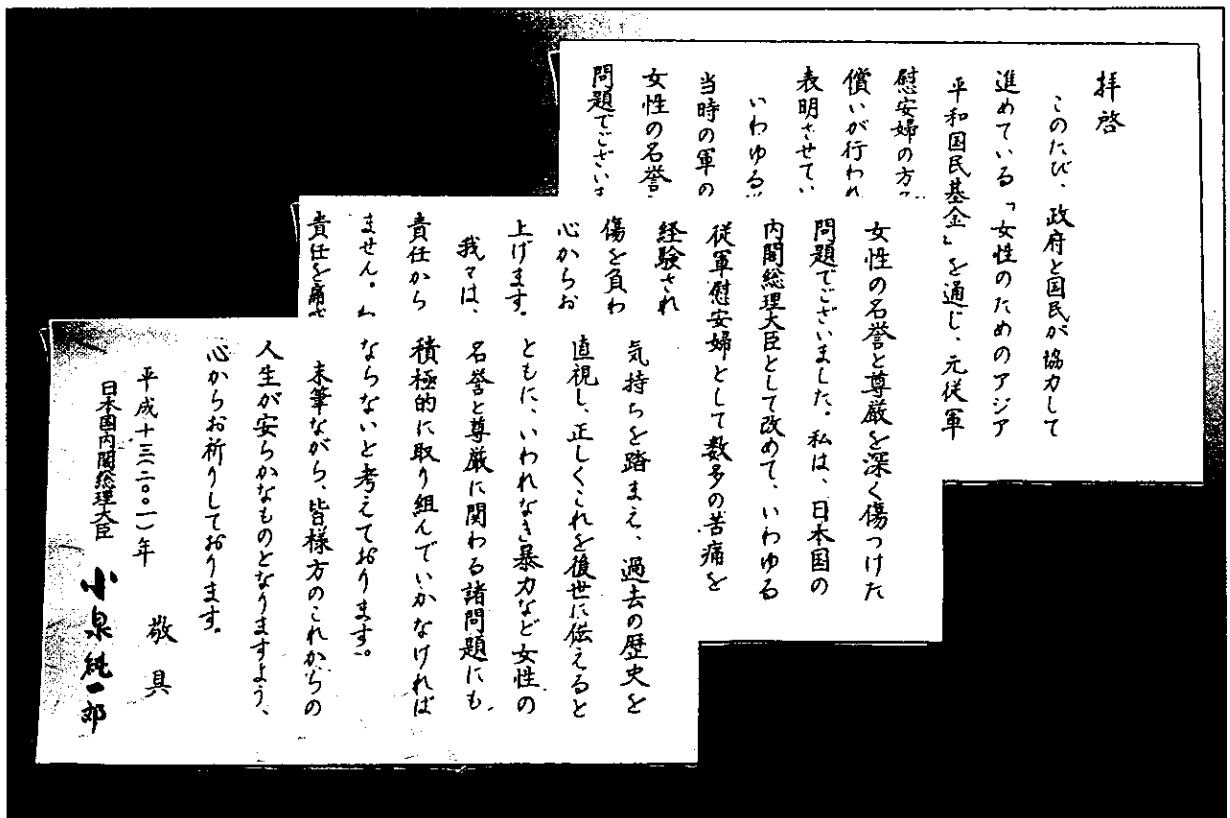 拝啓
このたび、政府と国民が協力して
進めている「女性のためのアジア
平和国民基金」を通じ、元従軍
慰安婦の方
償いが行われ
表明させてい
いわゆる
当時の軍の
女性の名誉
問題でございま
女性の名誉と尊厳を深く傷つけた
問題でございました。私は、日本国の
内閣総理大臣として改めて、いわゆる
従軍慰安婦として数多の苦痛を
経験され
傷を負わ
心からお
上げます。
我々は、
責任から
ません。わ
責任を痛
気持ちを踏まえ、過去の歴史を
直視し、正しくこれを後世に伝えると
ともに、いわれなき暴力など女性の
名誉と尊厳に関わる諸問題にも
積極的に取り組んでいかなければ
ならないと考えております。
末筆ながら、皆様方のこれからの
人生が安らかなものとなりますよう、
心からお祈りしております。
敬具
平成十三(二〇〇一)年
日本国内閣総理大臣 小泉純一郎